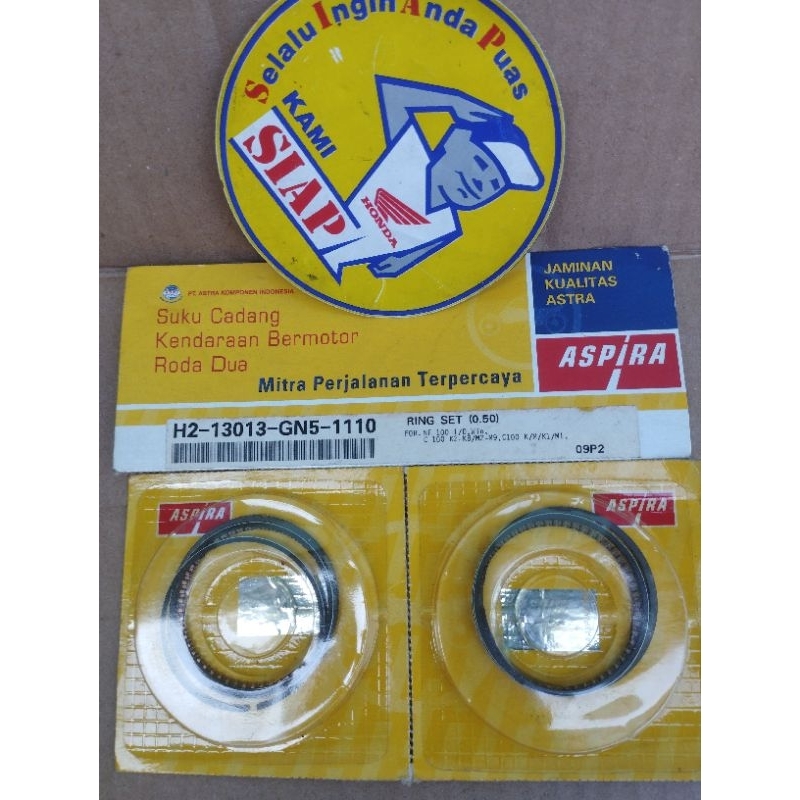 Selalu Ingin Anda Puas
KAMI
SIAP
HONDA
PT ASTRA KOMPONEN INDONESIA
Suku Cadang
Kendaraan Bermotor
Roda Dua
Mitra Perjalanan Terpercaya
JAMINAN
KUALITAS
ASTRA
ASPIRA
H2-13013-GN5-1110
RING SET (0.50)
09P2
ASPIRA
ASPIRA